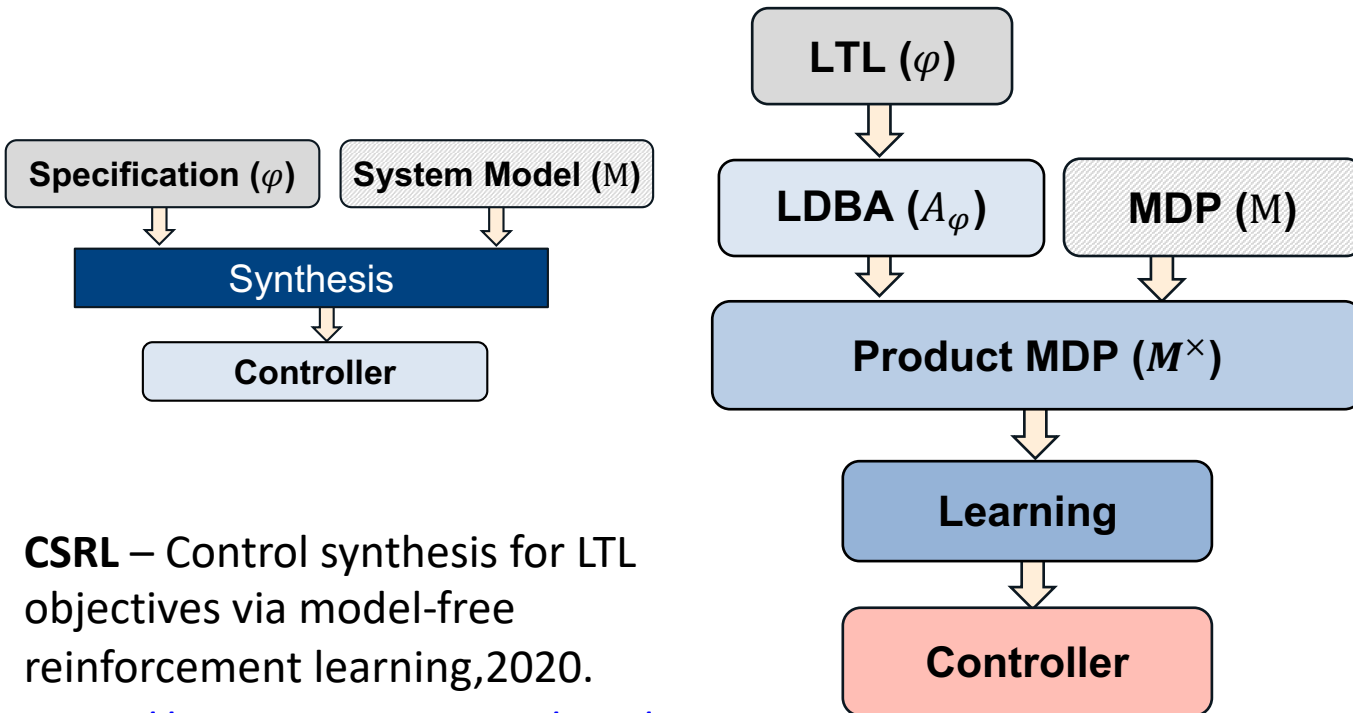 Specification (φ)
System Model (M)
Synthesis
Controller
CSRL – Control synthesis for LTL
objectives via model-free
reinforcement learning,2020.
LTL (φ)
LDBA (Aφ)
MDP (M)
Product MDP (M×)
Learning
Controller